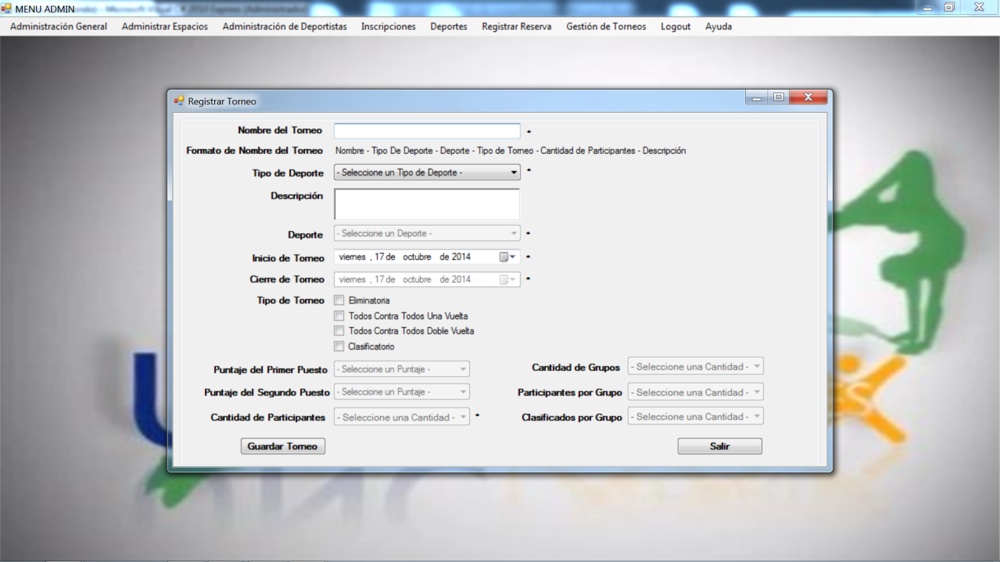 MENU ADMIN
Administración General Administrar Espacios Administración de Deportistas Inscripciones Deportes Registrar Reserva Gestión de Torneos Logout Ayuda
Registrar Torneo
Nombre del Torneo *
Formato de Nombre del Torneo Nombre - Tipo De Deporte - Deporte - Tipo de Torneo - Cantidad de Participantes - Descripción
Tipo de Deporte - Seleccione un Tipo de Deporte - *
Descripción
Deporte - Seleccione un Deporte - *
Inicio de Torneo viernes , 17 de octubre de 2014 *
Cierre de Torneo viernes , 17 de octubre de 2014 *
Tipo de Torneo Eliminatoria
Todos Contra Todos Una Vuelta
Todos Contra Todos Doble Vuelta
Clasificatorio
Puntaje del Primer Puesto - Seleccione un Puntaje - Cantidad de Grupos - Seleccione una Cantidad -
Puntaje del Segundo Puesto - Seleccione un Puntaje - Participantes por Grupo - Seleccione una Cantidad -
Cantidad de Participantes - Seleccione una Cantidad - * Clasificados por Grupo - Seleccione una Cantidad -
Guardar Torneo Salir